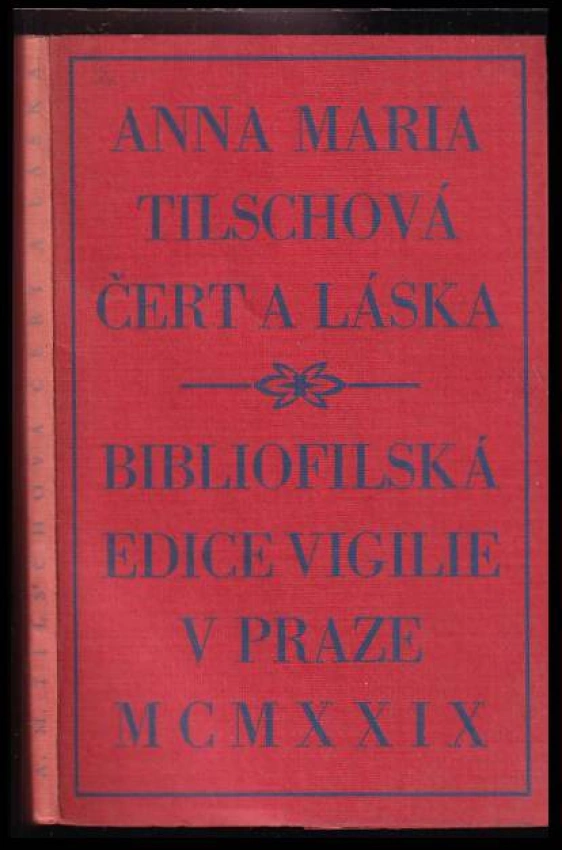 ANNA MARIA
TILSCHOVÁ
ČERT A LÁSKA
BIBLIOFILSKÁ
EDICE VIGILIE
V PRAZE
MCMXXIX
A. M. TILSCHOVÁ ČERT A LÁSKA